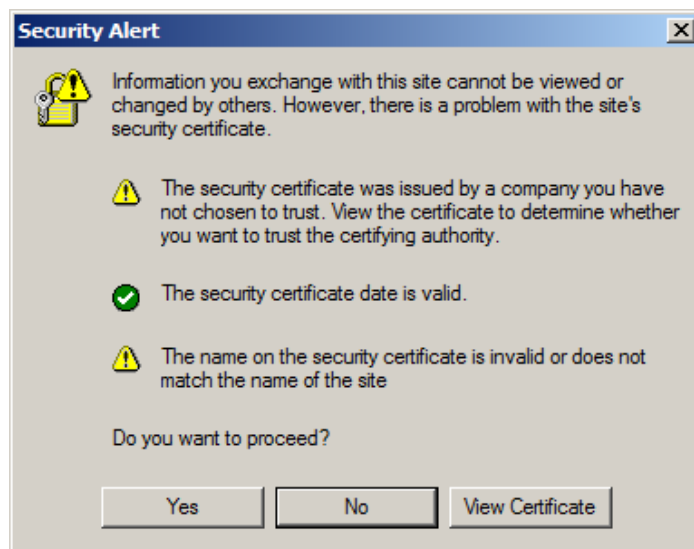 Security Alert
Information you exchange with this site cannot be viewed or
changed by others. However, there is a problem with the site's
security certificate.
The security certificate was issued by a company you have
not chosen to trust. View the certificate to determine whether
you want to trust the certifying authority.
The security certificate date is valid.
The name on the security certificate is invalid or does not
match the name of the site
Do you want to proceed?
Yes No View Certificate